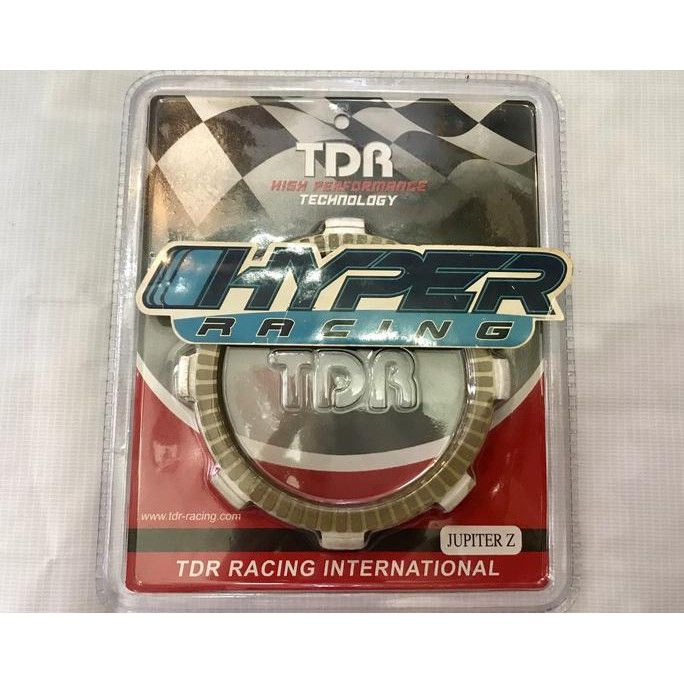 TDR
HIGH PERFORMANCE
TECHNOLOGY
HYPER
RACING
TDR
www.tdr-racing.com
JUPITER Z
TDR RACING INTERNATIONAL